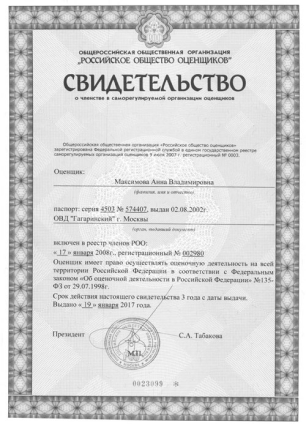 ОБЩЕРОССИЙСКАЯ ОБЩЕСТВЕННАЯ ОРГАНИЗАЦИЯ
"РОССИЙСКОЕ ОБЩЕСТВО ОЦЕНЩИКОВ"
СВИДЕТЕЛЬСТВО
о членстве в саморегулируемой организации оценщиков
Общероссийская общественная организация «Российское общество оценщиков»
зарегистрирована Федеральной регистрационной службой в едином государственном реестре
саморегулируемых организаций оценщиков 9 июля 2007 г. регистрационный № 0003.
Оценщик:
Максимова Анна Владимировна
(фамилия, имя и отчество)
паспорт: серия 4503 № 574407, выдан 02.08.2002г.
ОВД "Гагаринский" г. Москвы
(орган, выдавший документ)
включен в реестр членов РОО:
« 17 » января 2008г., регистрационный № 002980
Оценщик имеет право осуществлять оценочную деятельность на всей
территории Российской Федерации в соответствии с Федеральным
законом «Об оценочной деятельности в Российской Федерации» №135-
ФЗ от 29.07.1998г.
Срок действия настоящего свидетельства 3 года с даты выдачи.
Выдано « 19 » января 2017 года.
Президент
С.А. Табакова
М.П.
0023098